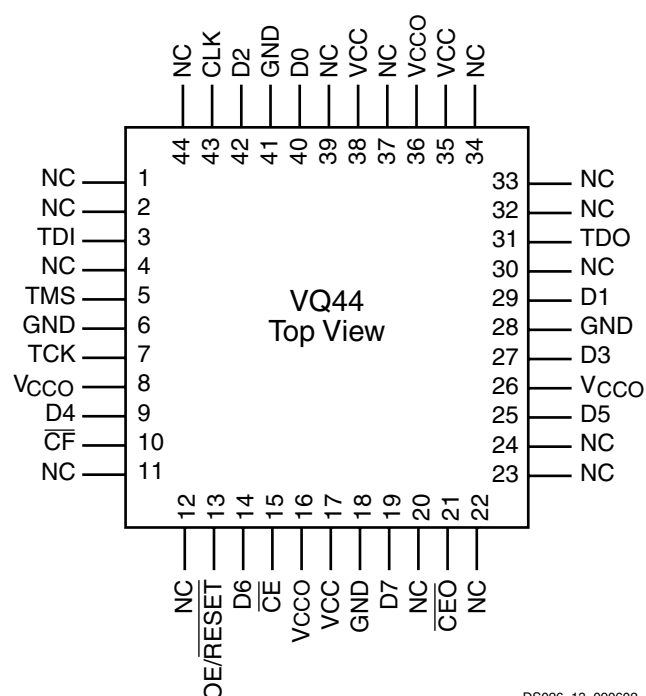 NC CLK D2 GND D0 NC VCC NC VCCO VCC NC
44 43 42 41 40 39 38 37 36 35 34
NC 1 33 NC
NC 2 32 NC
TDI 3 31 TDO
NC 4 30 NC
TMS 5 29 D1
GND 6 28 GND
TCK 7 27 D3
VCCO 8 26 VCCO
D4 9 25 D5
CF 10 24 NC
NC 11 23 NC
VQ44
Top View
12 13 14 15 16 17 18 19 20 21 22
NC OE/RESET D6 CE VCCO VCC GND D7 NC CEO NC